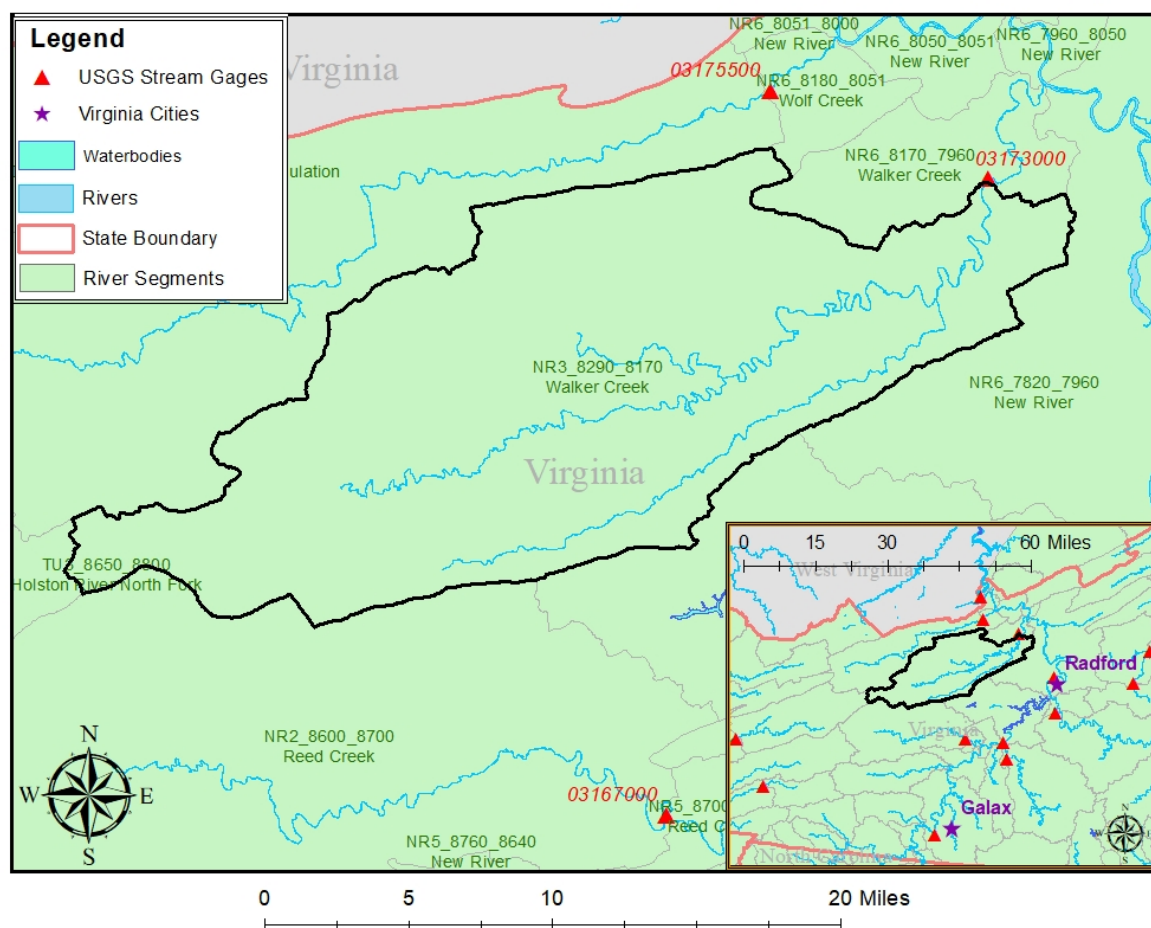 Legend
USGS Stream Gages
Virginia Cities
Waterbodies
Rivers
State Boundary
River Segments
Virginia
NR6_8051_8000
New River
NR6_8050_8051
New River
NR6_7960_8050
New River
03175500
NR6_8180_8051
Wolf Creek
NR6_8170_7960
Walker Creek
03173000
ulation
NR3_8290_8170
Walker Creek
NR6_7820_7960
New River
Virginia
Holston River North Fork
NR2_8600_8700
Reed Creek
03167000
NR5_8700
Reed C
NR5_8760_8640
New River
N
W E
S
0 15 30 60 Miles
West Virginia
Radford
Virginia
Galax
N
S
0 5 10 20 Miles